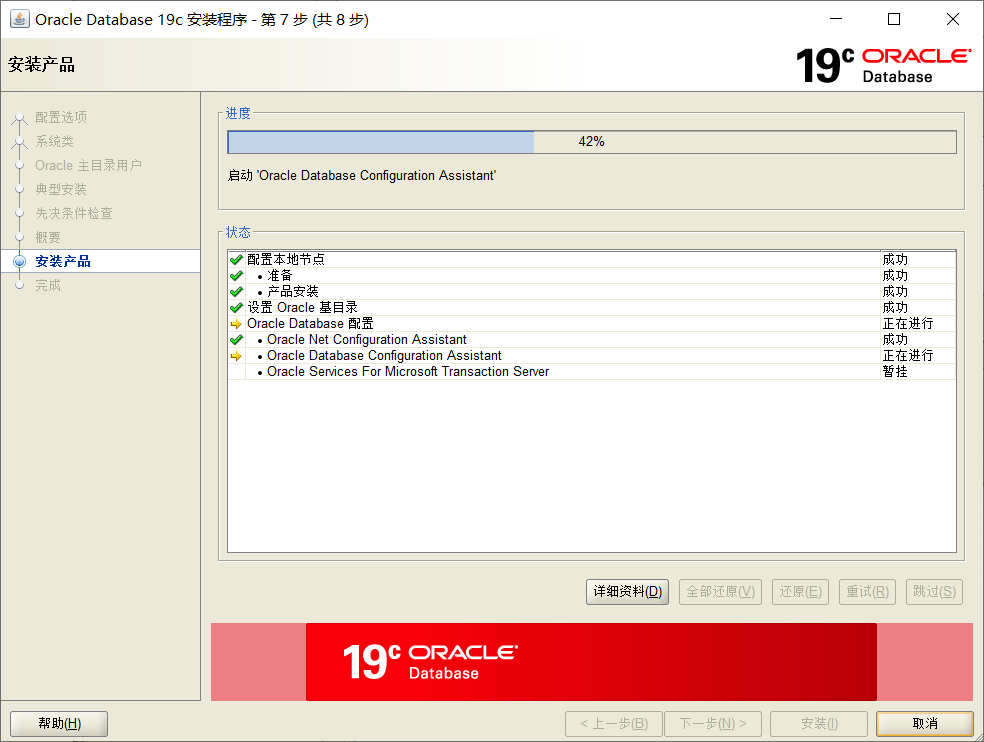 Oracle Database 19c 安装程序 - 第 7 步 (共 8 步)
安装产品
19c ORACLE
Database
配置选项
系统类
Oracle 主目录用户
典型安装
先决条件检查
概要
安装产品
完成
进度
42%
启动 'Oracle Database Configuration Assistant'
状态
配置本地节点 成功
• 准备 成功
• 产品安装 成功
设置 Oracle 基目录 成功
Oracle Database 配置 正在进行
• Oracle Net Configuration Assistant 成功
• Oracle Database Configuration Assistant 正在进行
• Oracle Services For Microsoft Transaction Server 暂挂
详细资料(D) 全部还原(V) 还原(E) 重试(R) 跳过(S)
19c ORACLE
Database
帮助(H) < 上一步(B) 下一步(N) > 安装(I) 取消